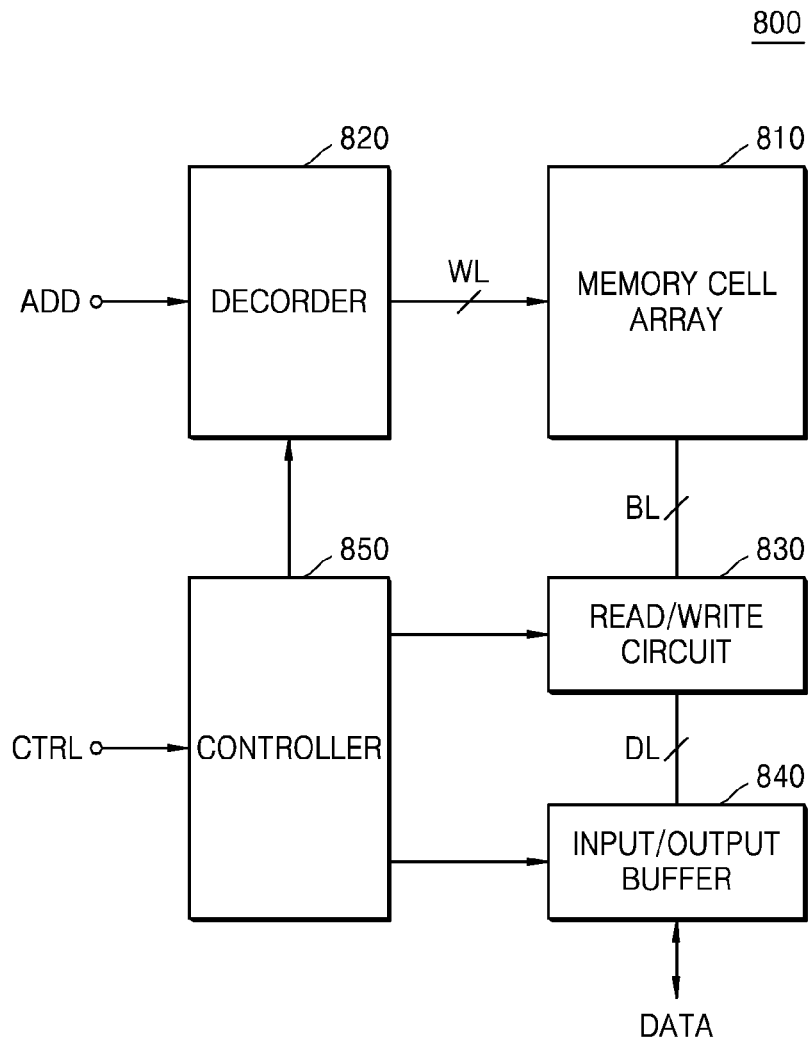 800
820
810
ADD
DECORDER
WL
MEMORY CELL
ARRAY
BL
850
830
READ/WRITE
CIRCUIT
CTRL
CONTROLLER
DL
840
INPUT/OUTPUT
BUFFER
DATA